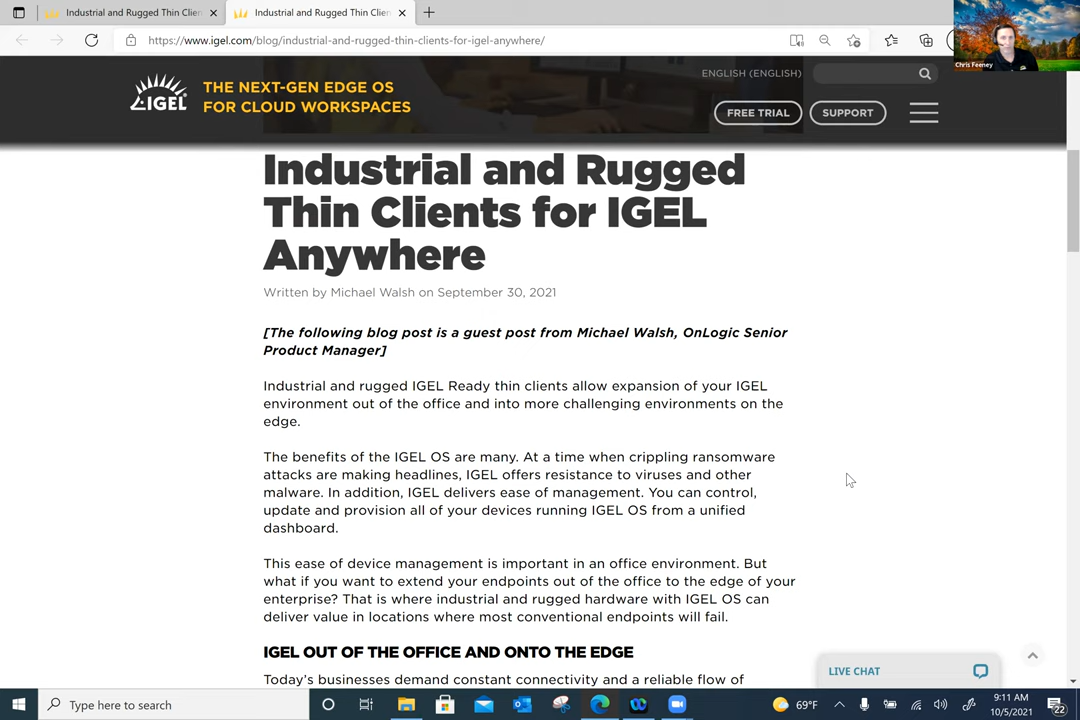 Industrial and Rugged Thin Clien
Industrial and Rugged Thin Clien
https://www.igel.com/blog/industrial-and-rugged-thin-clients-for-igel-anywhere/
Chris Feeney
IGEL
THE NEXT-GEN EDGE OS
FOR CLOUD WORKSPACES
ENGLISH (ENGLISH)
FREE TRIAL
SUPPORT
Industrial and Rugged
Thin Clients for IGEL
Anywhere
Written by Michael Walsh on September 30, 2021
[The following blog post is a guest post from Michael Walsh, OnLogic Senior
Product Manager]
Industrial and rugged IGEL Ready thin clients allow expansion of your IGEL
environment out of the office and into more challenging environments on the
edge.
The benefits of the IGEL OS are many. At a time when crippling ransomware
attacks are making headlines, IGEL offers resistance to viruses and other
malware. In addition, IGEL delivers ease of management. You can control,
update and provision all of your devices running IGEL OS from a unified
dashboard.
This ease of device management is important in an office environment. But
what if you want to extend your endpoints out of the office to the edge of your
enterprise? That is where industrial and rugged hardware with IGEL OS can
deliver value in locations where most conventional endpoints will fail.
IGEL OUT OF THE OFFICE AND ONTO THE EDGE
Today's businesses demand constant connectivity and a reliable flow of
LIVE CHAT
Type here to search
69°F
9:11 AM
10/5/2021
22